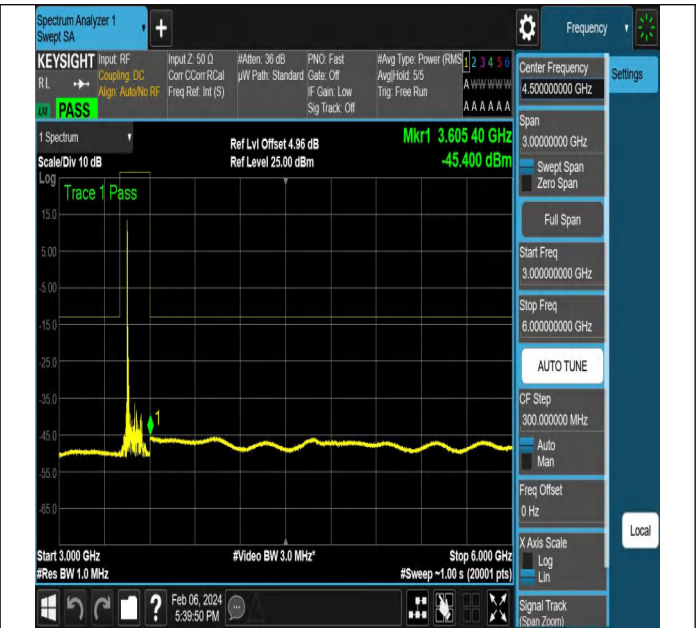 Spectrum Analyzer 1
Swept SA
+
Frequency
KEYSIGHT
RL
PASS
Input: RF
Coupling: DC
Align: Auto/No RF
Input Z: 50 Ω
Corr CCorr RCal
Freq Ref: Int (S)
#Atten: 36 dB
µW Path: Standard
PNO: Fast
Gate: Off
IF Gain: Low
Sig Track: Off
#Avg Type: Power (RMS
Avg|Hold: 5/5
Trig: Free Run
1 2 3 4 5 6
A W W W W W
A A A A A A
1 Spectrum
Scale/Div 10 dB
Ref Lvl Offset 4.96 dB
Ref Level 25.00 dBm
Mkr1 3.605 40 GHz
-45.400 dBm
Log
Trace 1 Pass
15.0
5.00
-5.00
-15.0
-25.0
-35.0
-45.0
-55.0
-65.0
1
Start 3.000 GHz
#Res BW 1.0 MHz
#Video BW 3.0 MHz*
Stop 6.000 GHz
#Sweep ~1.00 s (20001 pts)
Feb 06, 2024
5:39:50 PM
Center Frequency
4.500000000 GHz
Settings
Span
3.00000000 GHz
Swept Span
Zero Span
Full Span
Start Freq
3.000000000 GHz
Stop Freq
6.000000000 GHz
AUTO TUNE
CF Step
300.000000 MHz
Auto
Man
Freq Offset
0 Hz
Local
X Axis Scale
Log
Lin
Signal Track
(Span Zoom)